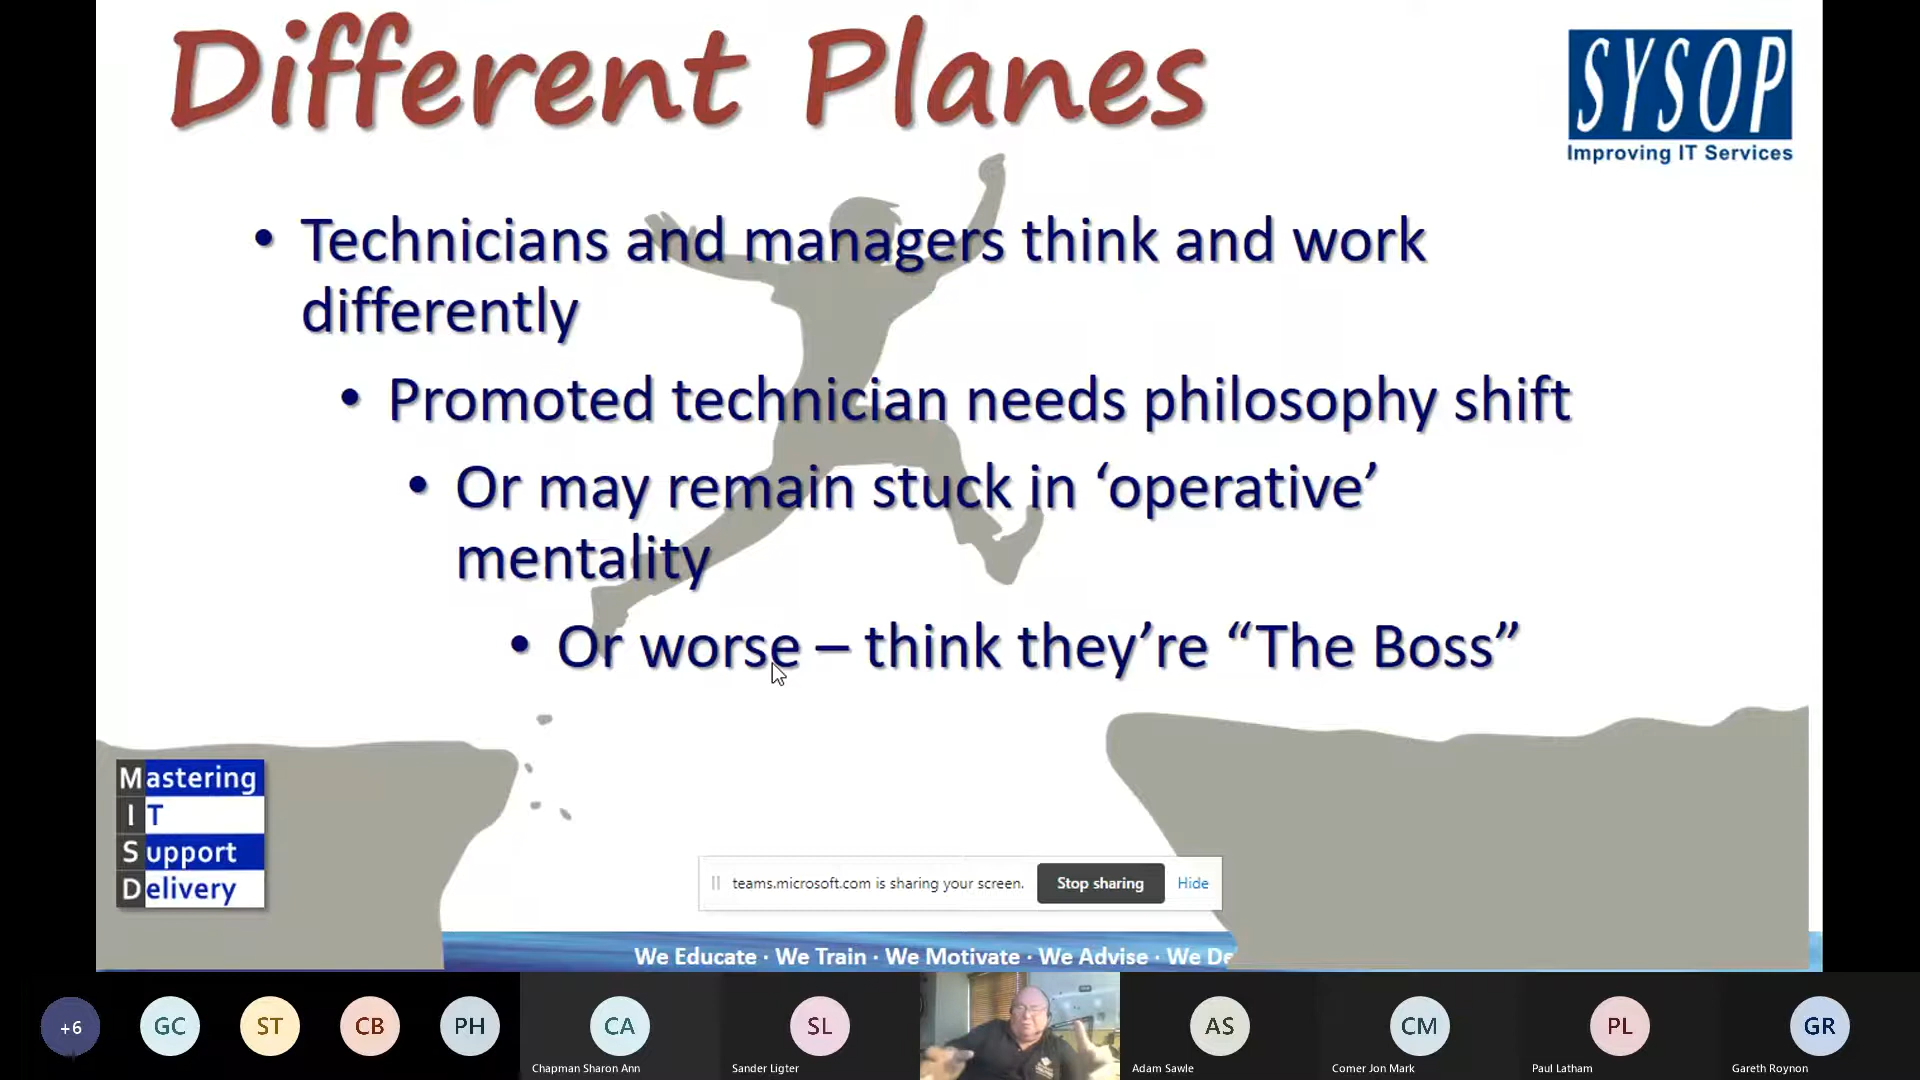 Different Planes
SYSOP
Improving IT Services
• Technicians and managers think and work
differently
• Promoted technician needs philosophy shift
• Or may remain stuck in ‘operative’
mentality
• Or worse – think they’re “The Boss”
Mastering
IT
Support
Delivery
teams.microsoft.com is sharing your screen.
Stop sharing
Hide
We Educate · We Train · We Motivate · We Advise · We De
+6
GC
ST
CB
PH
CA
SL
AS
CM
PL
GR
Chapman Sharon Ann
Sander Ligter
Adam Sawle
Comer Jon Mark
Paul Latham
Gareth Roynon